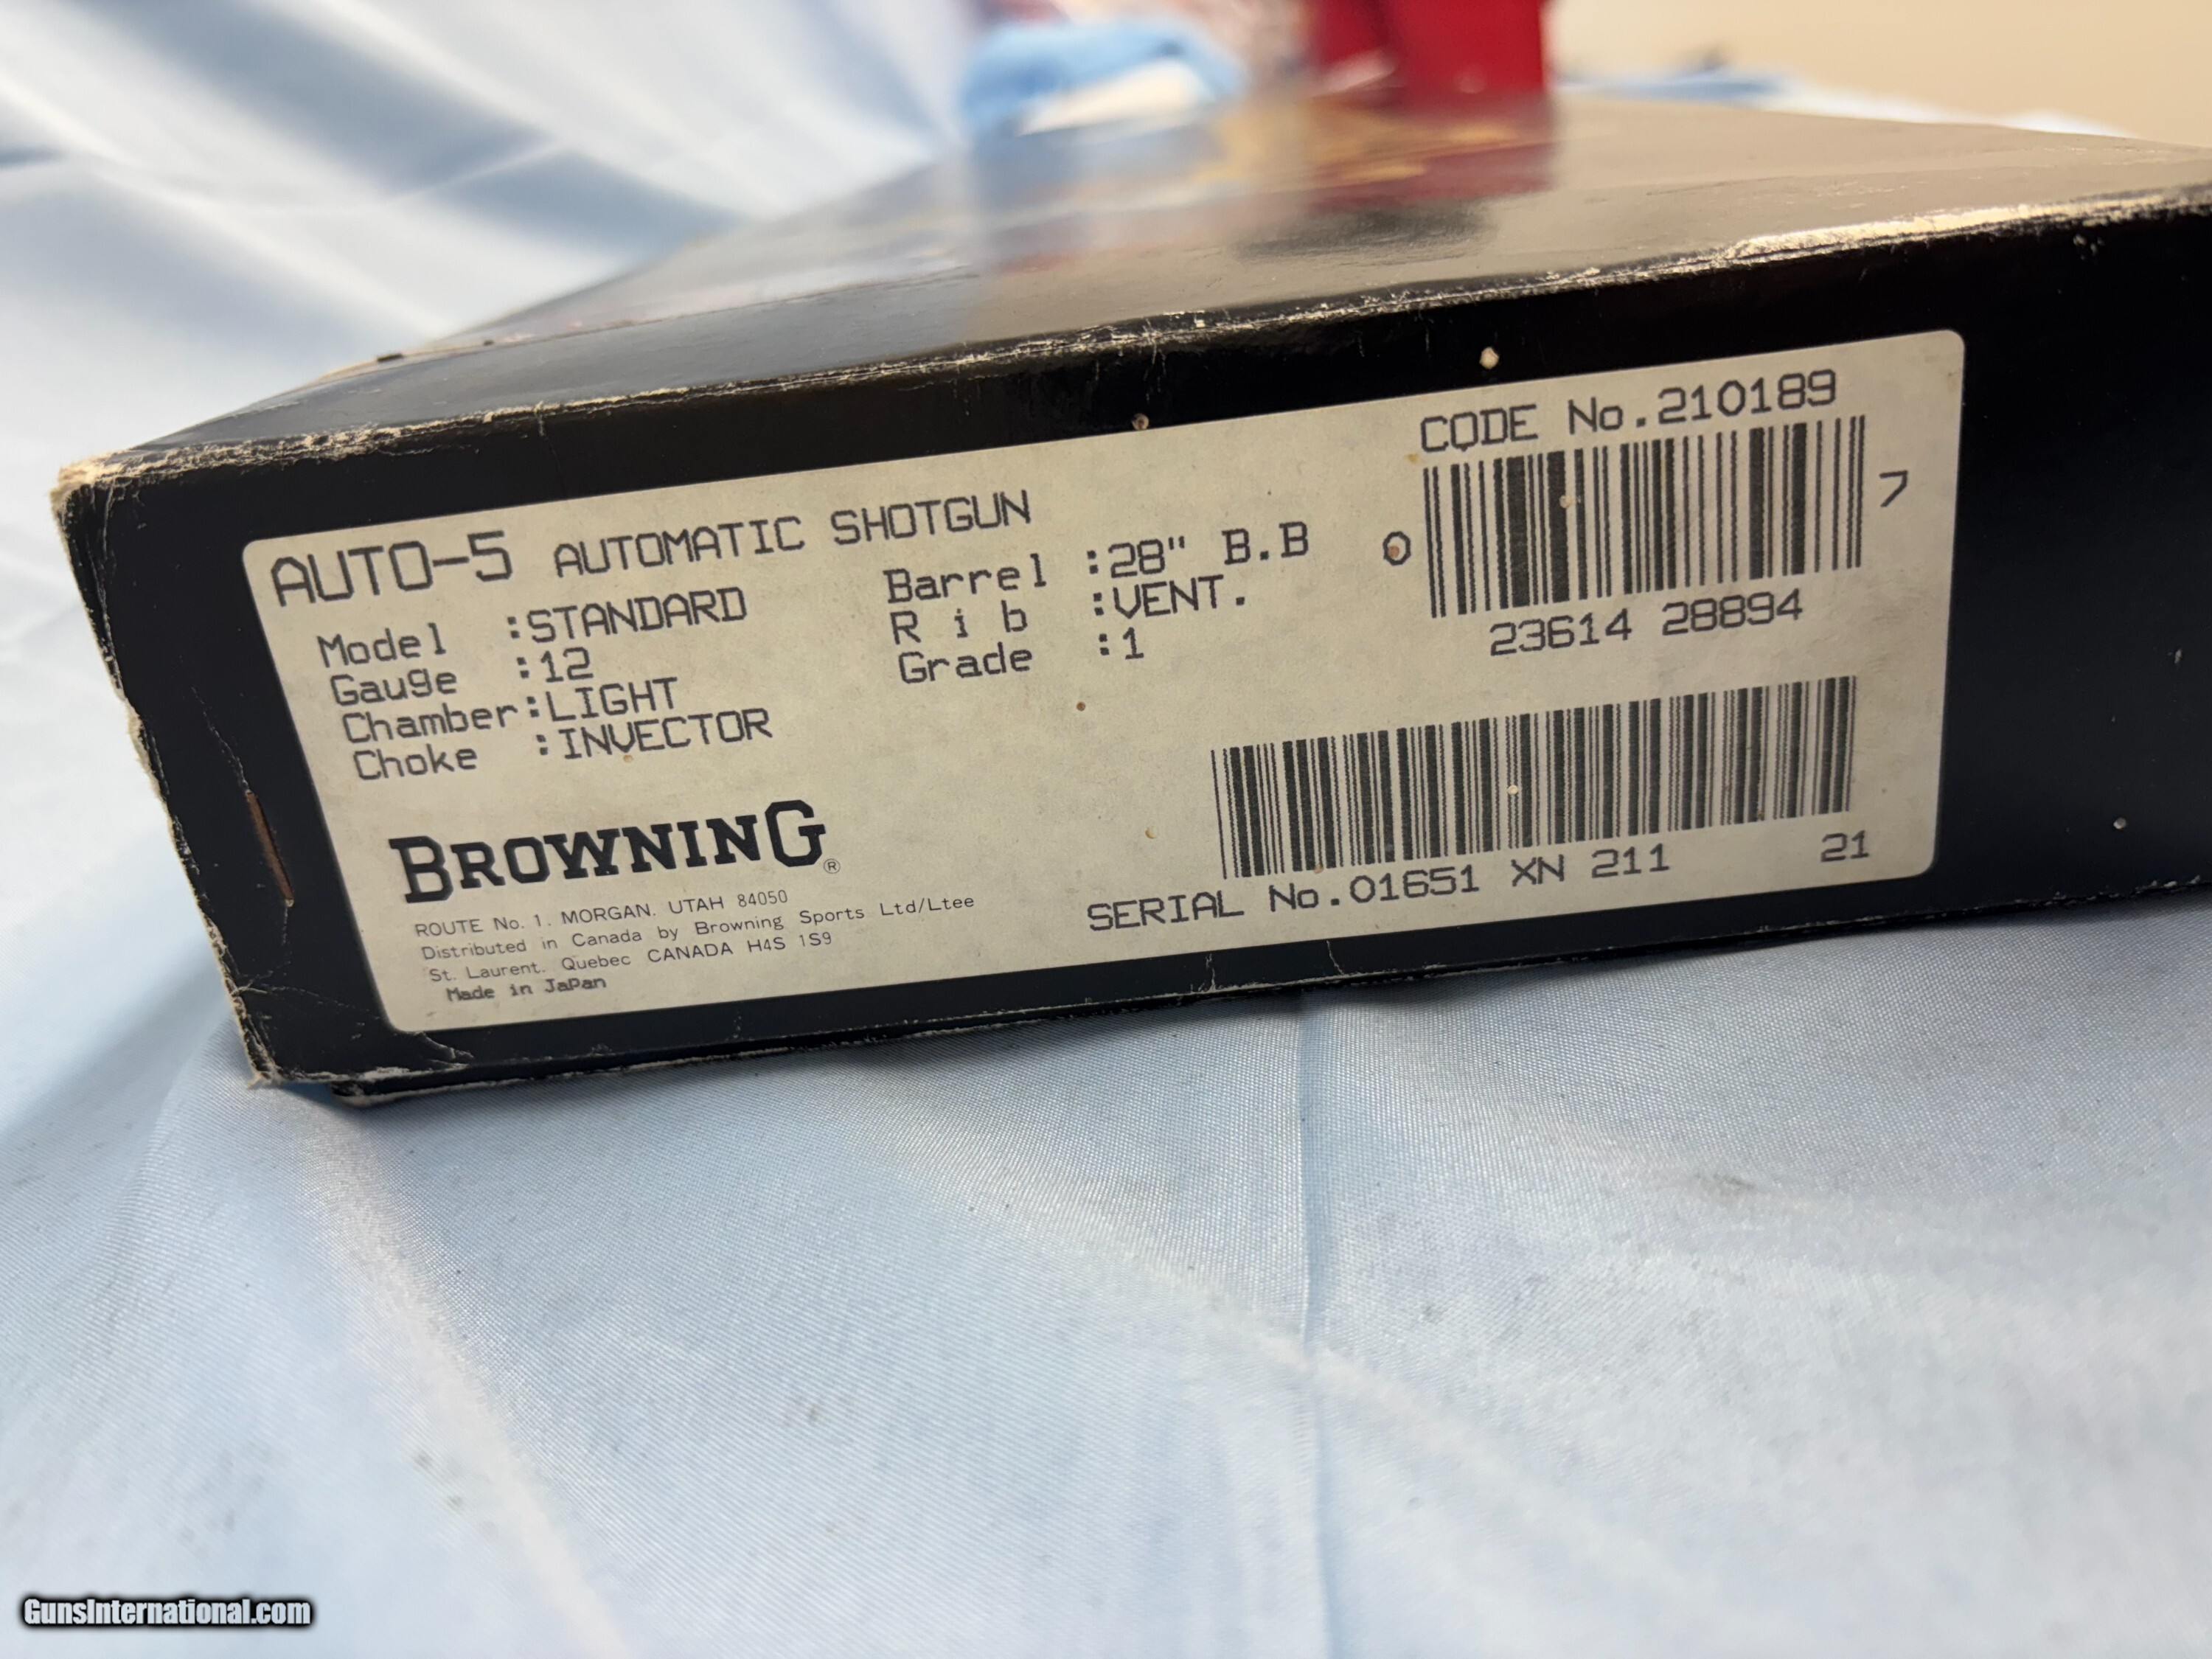 AUTO-5 AUTOMATIC SHOTGUN
Model :STANDARD
Gauge :12
Chamber:LIGHT
Choke :INVECTOR
Barrel :28" B.B
Rib :VENT.
Grade :1
CODE No.210189
0 23614 28894 7
BROWNING®
ROUTE No. 1, MORGAN, UTAH 84050
Distributed in Canada by Browning Sports Ltd/Ltee
St. Laurent, Quebec CANADA H4S 1S9
Made in Japan
SERIAL No.01651 XN 211 21
GunsInternational.com